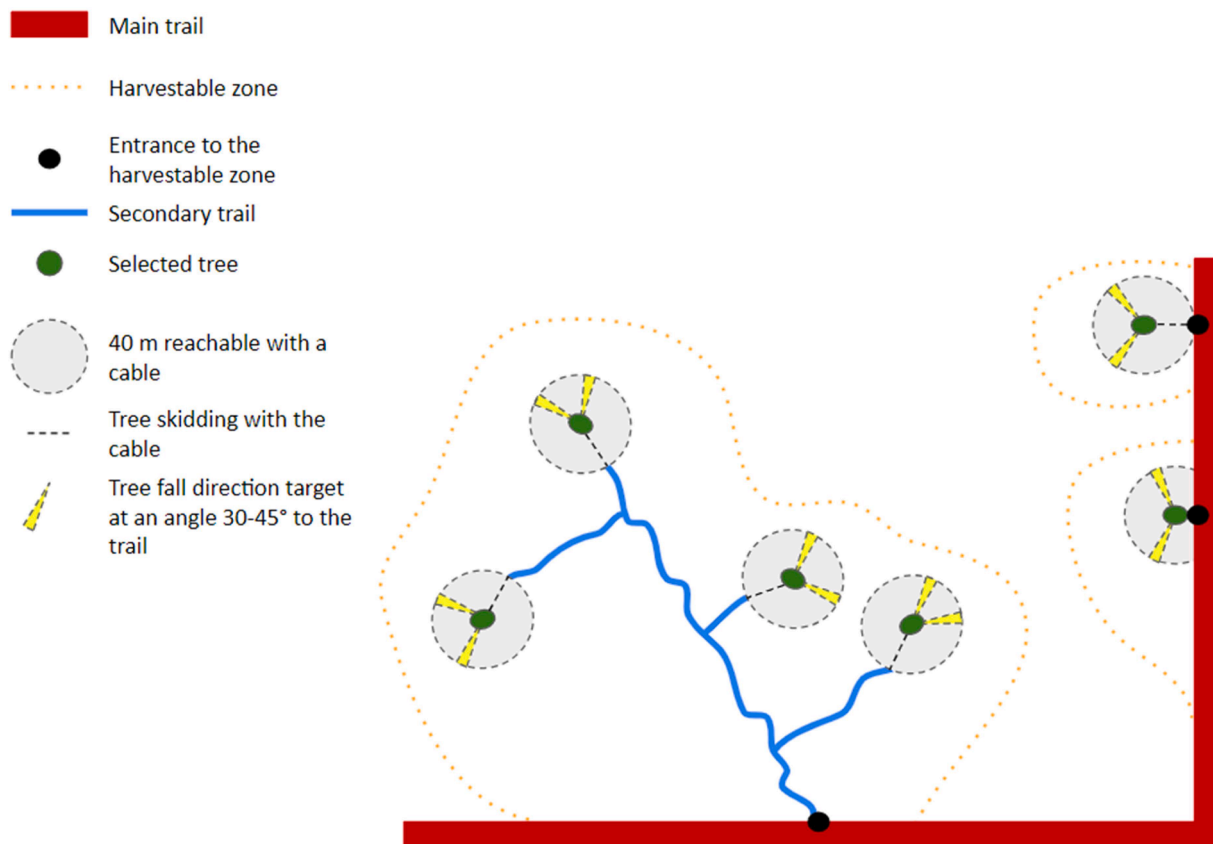 Main trail
Harvestable zone
Entrance to the
harvestable zone
Secondary trail
Selected tree
40 m reachable with a
cable
Tree skidding with the
cable
Tree fall direction target
at an angle 30-45° to the
trail